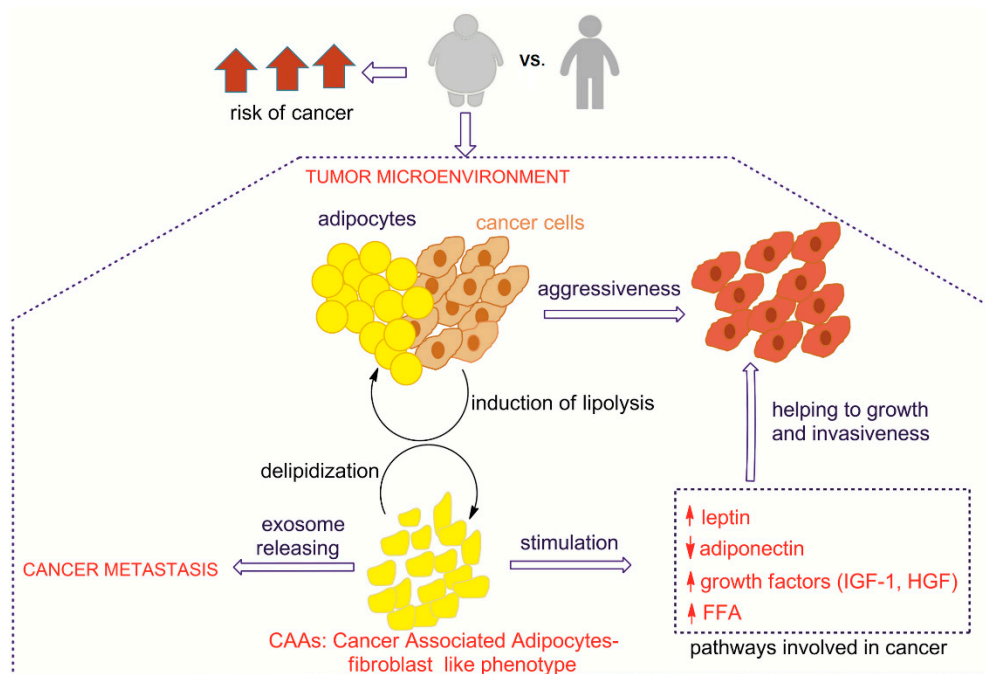 vs.
risk of cancer
TUMOR MICROENVIRONMENT
adipocytes
cancer cells
aggressiveness
induction of lipolysis
helping to growth
and invasiveness
delipidization
exosome
releasing
stimulation
CANCER METASTASIS
leptin
adiponectin
growth factors (IGF-1, HGF)
FFA
CAAs: Cancer Associated Adipocytes-
fibroblast like phenotype
pathways involved in cancer